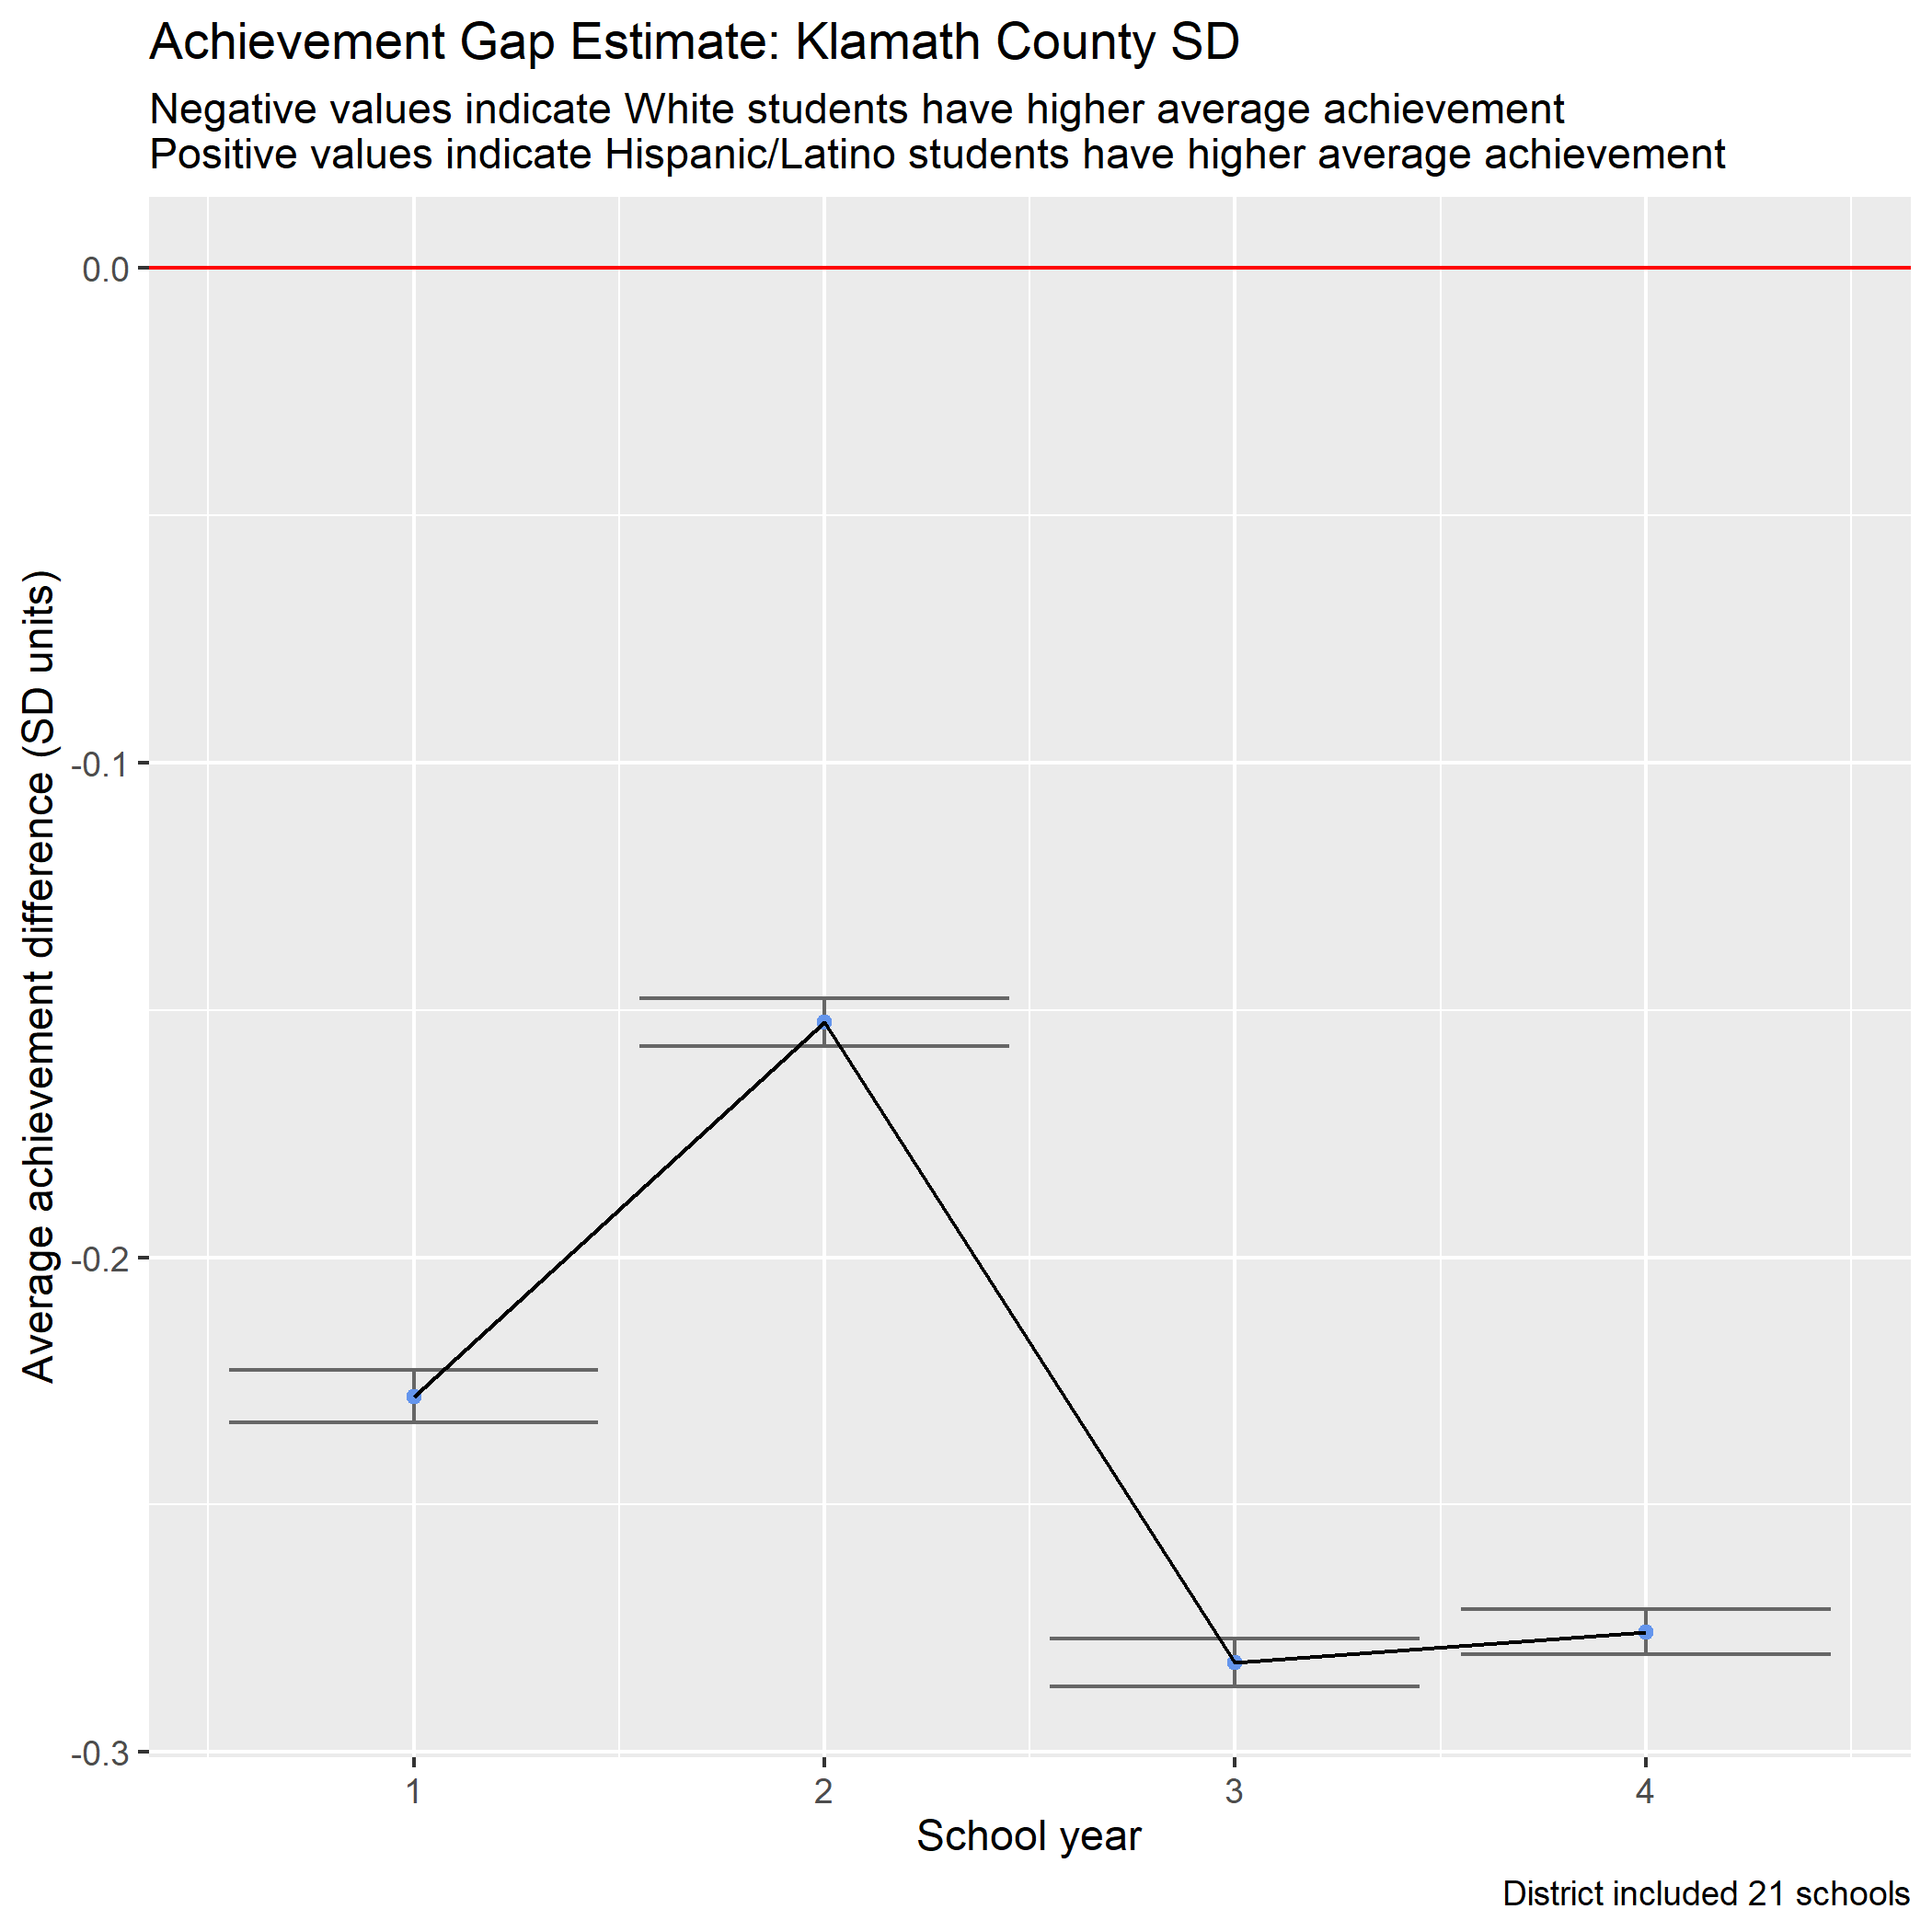 Achievement Gap Estimate: Klamath County SD
Negative values indicate White students have higher average achievement
Positive values indicate Hispanic/Latino students have higher average achievement
Average achievement difference (SD units)
0.0
-0.1
-0.2
-0.3
1 2 3 4
School year
District included 21 schools